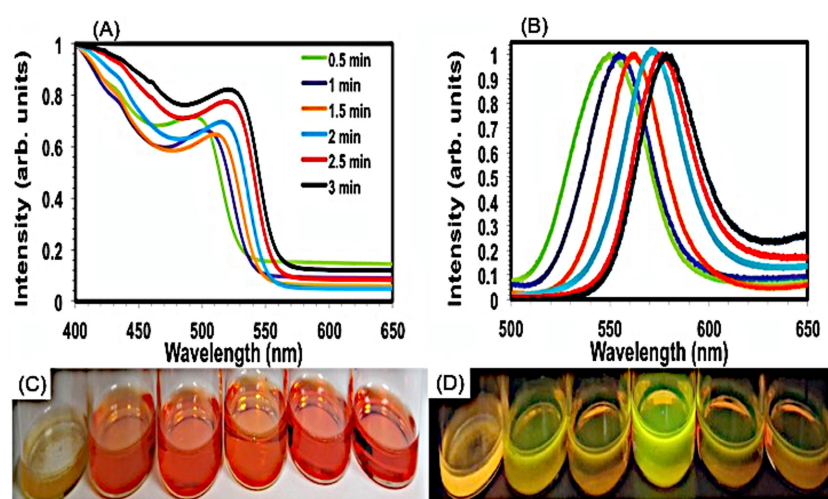 (A)
Intensity (arb. units)
1
0.8
0.6
0.4
0.2
0
0.5 min
1 min
1.5 min
2 min
2.5 min
3 min
400 450 500 550 600 650
Wavelength (nm)
(B)
Intensity (arb. units)
1
0.9
0.8
0.7
0.6
0.5
0.4
0.3
0.2
0.1
0
500 550 600 650
Wavelength (nm)
(C)
(D)